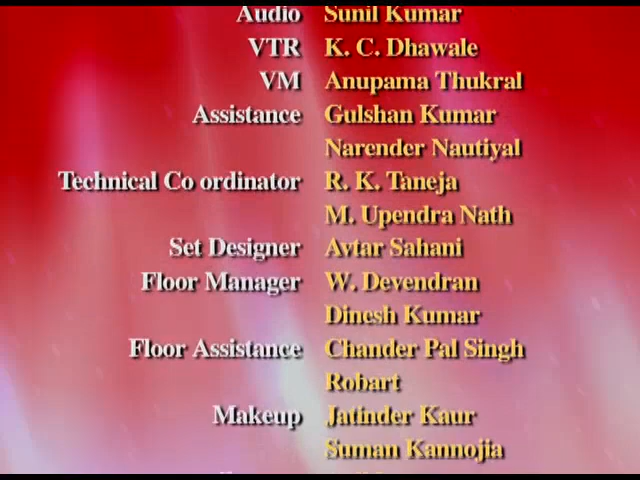 Audio Sunil Kumar
VTR K. C. Dhawale
VM Anupama Thukral
Assistance Gulshan Kumar
Narender Nautiyal
Technical Co ordinator R. K. Taneja
M. Upendra Nath
Set Designer Avtar Sahani
Floor Manager W. Devendran
Dinesh Kumar
Floor Assistance Chander Pal Singh
Robart
Makeup Jatinder Kaur
Suman Kannojia